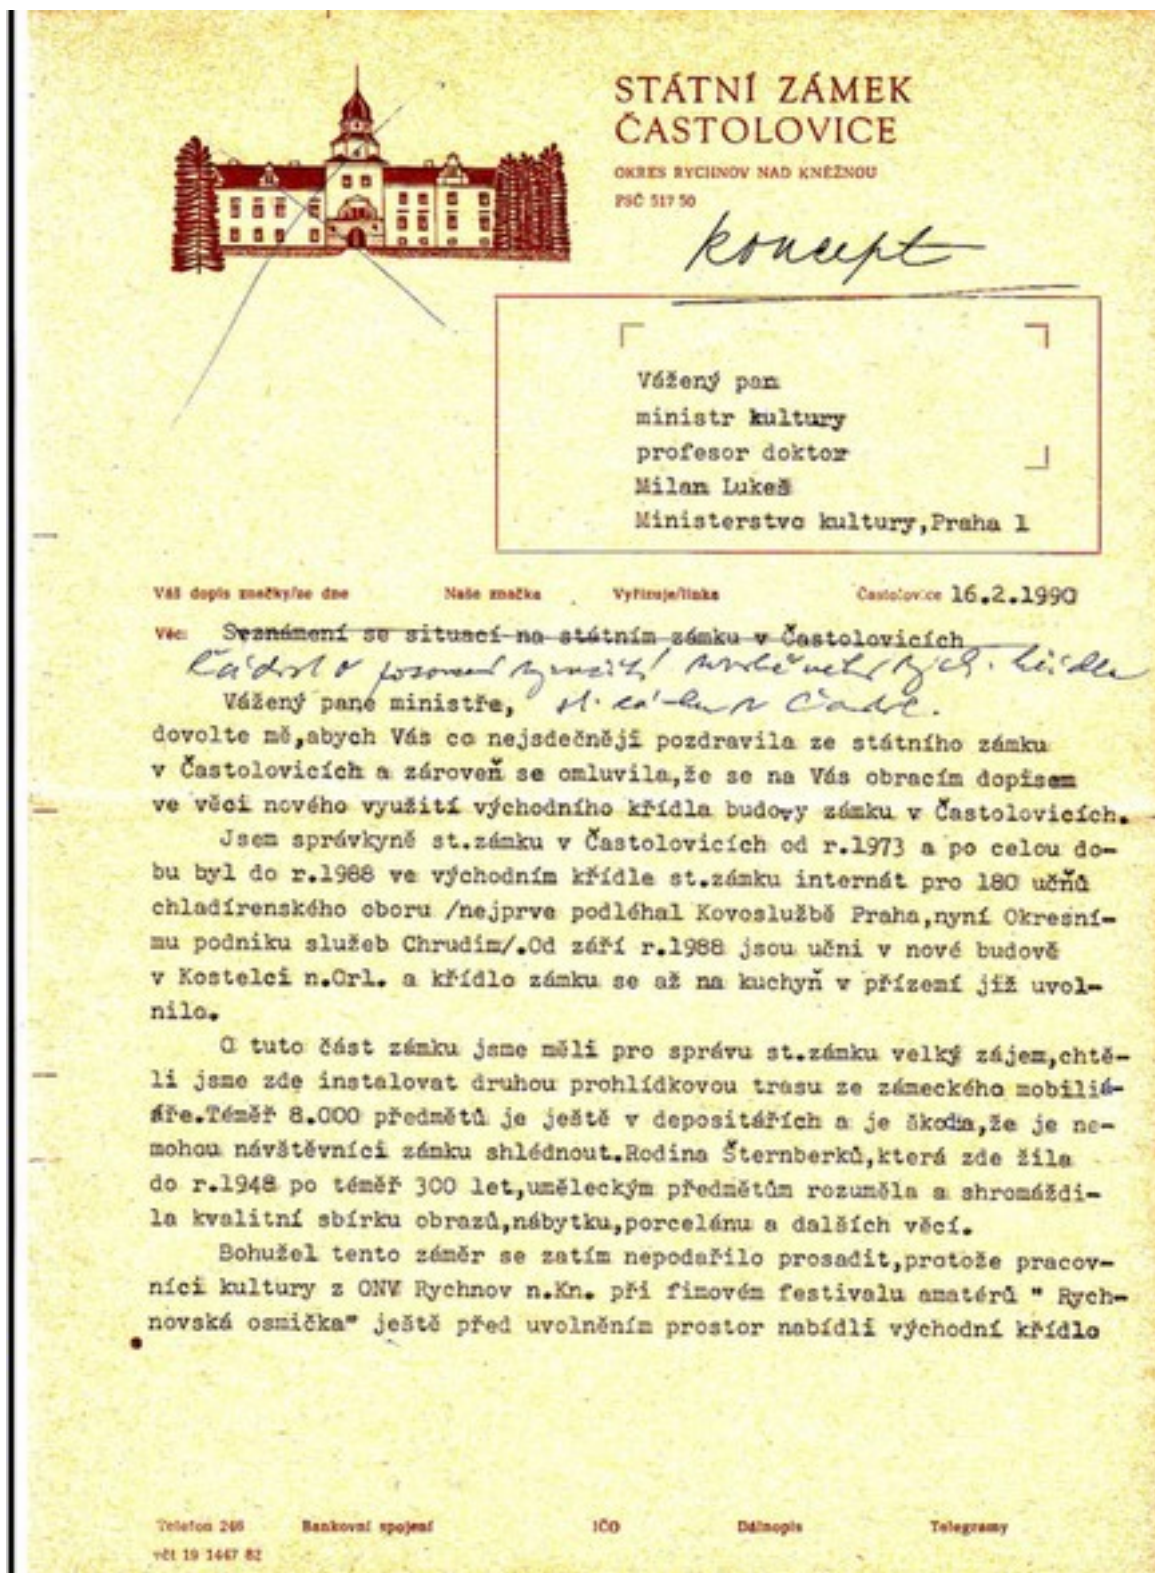 STÁTNÍ ZÁMEK
ČASTOLOVICE
OKRES RYCHNOV NAD KNĚŽNOU
PSČ 517 50
koncept
Vážený pan
ministr kultury
profesor doktor
Milan Lukeš
Ministerstvo kultury,Praha 1
Váš dopis značky/ze dne Naše značka Vyřizuje/linka Častolovice 16.2.1990
Věc: Seznámení se situací na státním zámku v Častolovicích
Žádost o posouzení využití křídla
Vážený pane ministře, st. zámku v
dovolte mě,abych Vás co nejsdečněji pozdravila ze státního zámku
v Častolovicích a zároveň se omluvila,že se na Vás obracím dopisem
ve věci nového využití východního křídla budovy zámku v Častolovicích.
Jsem správkyně st.zámku v Častolovicích od r.1973 a po celou do-
bu byl do r.1988 ve východním křídle st.zámku internát pro 180 učňů
chladírenského oboru /nejprve podléhal Kovoslužbě Praha,nyní Okresní-
mu podniku služeb Chrudim/.Od září r.1988 jsou učni v nové budově
v Kostelci n.Orl. a křídlo zámku se až na kuchyň v přízemí již uvol-
nilo.
O tuto část zámku jsme měli pro správu st.zámku velký zájem,chtě-
li jsme zde instalovat druhou prohlídkovou trasu ze zámeckého mobiliá-
áře.Téměř 8.000 předmětů je ještě v depositářích a je škoda,že je ne-
mohou návštěvníci zámku shlédnout.Rodina Šternberků,která zde žila
do r.1948 po téměř 300 let,uměleckým předmětům rozuměla a shromáždi-
la kvalitní sbírku obrazů,nábytku,porcelánu a dalších věcí.
Bohužel tento záměr se zatím nepodařilo prosadit,protože pracov-
níci kultury z ONV Rychnov n.Kn. při fimovém festivalu amatérů " Rych-
novská osmička" ještě před uvolněním prostor nabídli východní křídlo
Telefon 246 Bankovní spojení IČO Dálnopis Telegramy
účt 19 1447 82